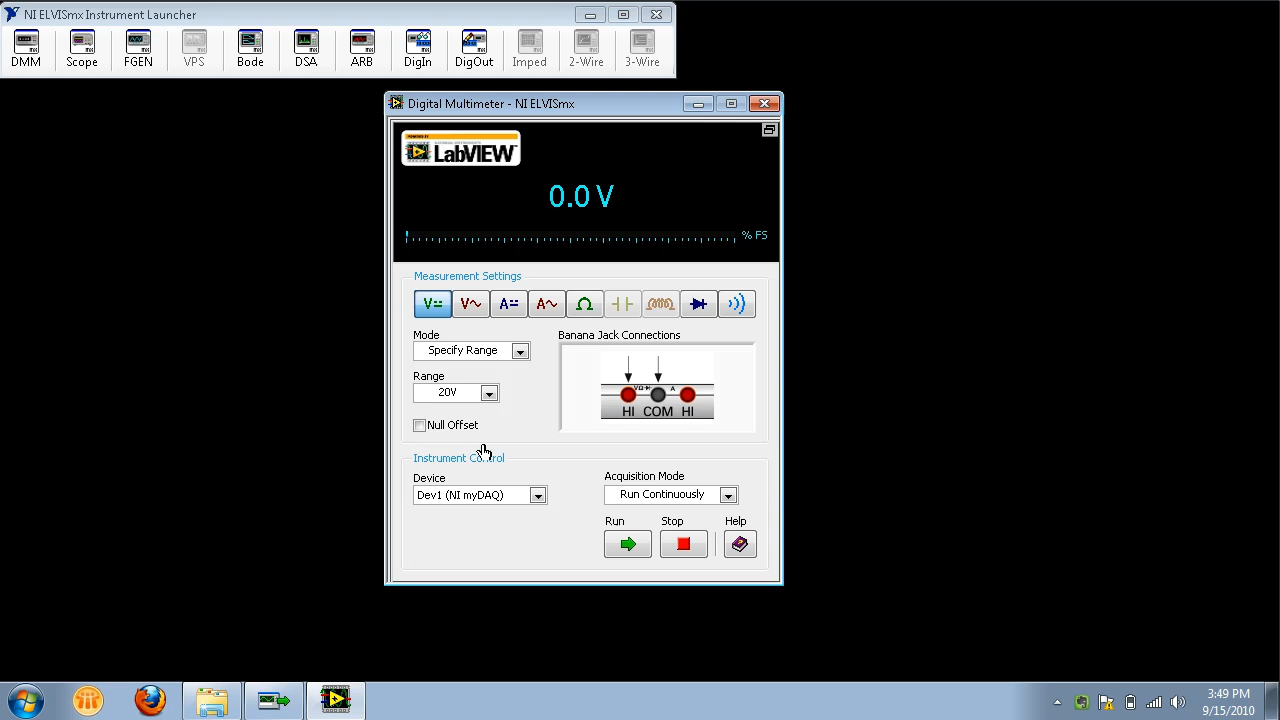 NI ELVISmx Instrument Launcher
DMM Scope FGEN VPS Bode DSA ARB DigIn DigOut Imped 2-Wire 3-Wire
Digital Multimeter - NI ELVISmx
LabVIEW
0.0 V
% FS
Measurement Settings
V V A A Ω
Mode
Specify Range
Range
20V
Null Offset
Banana Jack Connections
VΩ A
HI COM HI
Instrument Control
Device
Dev1 (NI myDAQ)
Acquisition Mode
Run Continuously
Run Stop Help
3:49 PM
9/15/2010